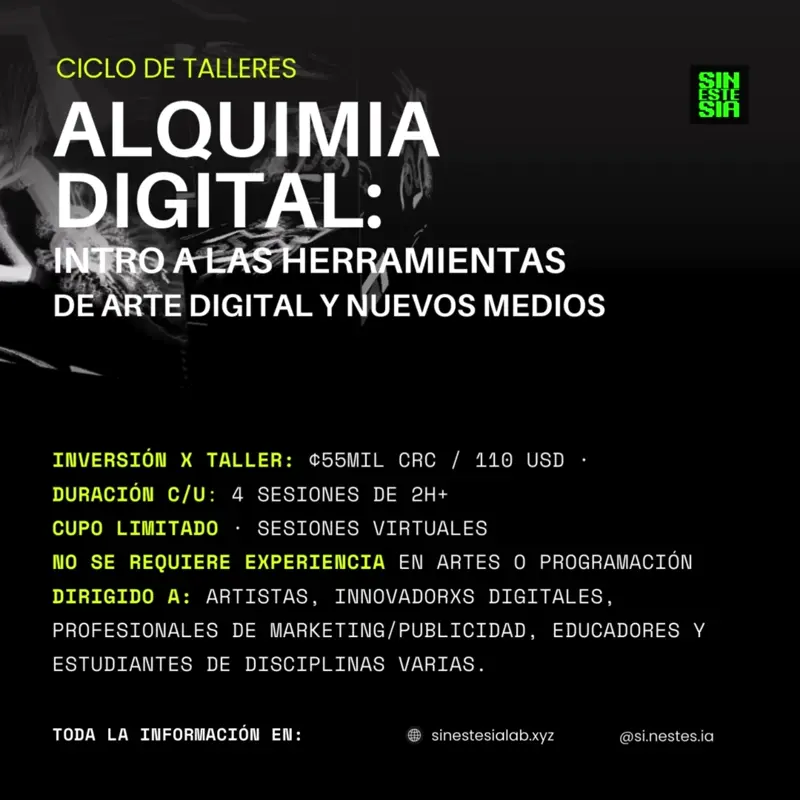 CICLO DE TALLERES
SIN
ESTE
SIA
ALQUIMIA
DIGITAL:
INTRO A LAS HERRAMIENTAS
DE ARTE DIGITAL Y NUEVOS MEDIOS
INVERSIÓN X TALLER: ¢55MIL CRC / 110 USD ·
DURACIÓN C/U: 4 SESIONES DE 2H+
CUPO LIMITADO · SESIONES VIRTUALES
NO SE REQUIERE EXPERIENCIA EN ARTES O PROGRAMACIÓN
DIRIGIDO A: ARTISTAS, INNOVADORXS DIGITALES,
PROFESIONALES DE MARKETING/PUBLICIDAD, EDUCADORES Y
ESTUDIANTES DE DISCIPLINAS VARIAS.
TODA LA INFORMACIÓN EN: sinestesialab.xyz @si.nestes.ia